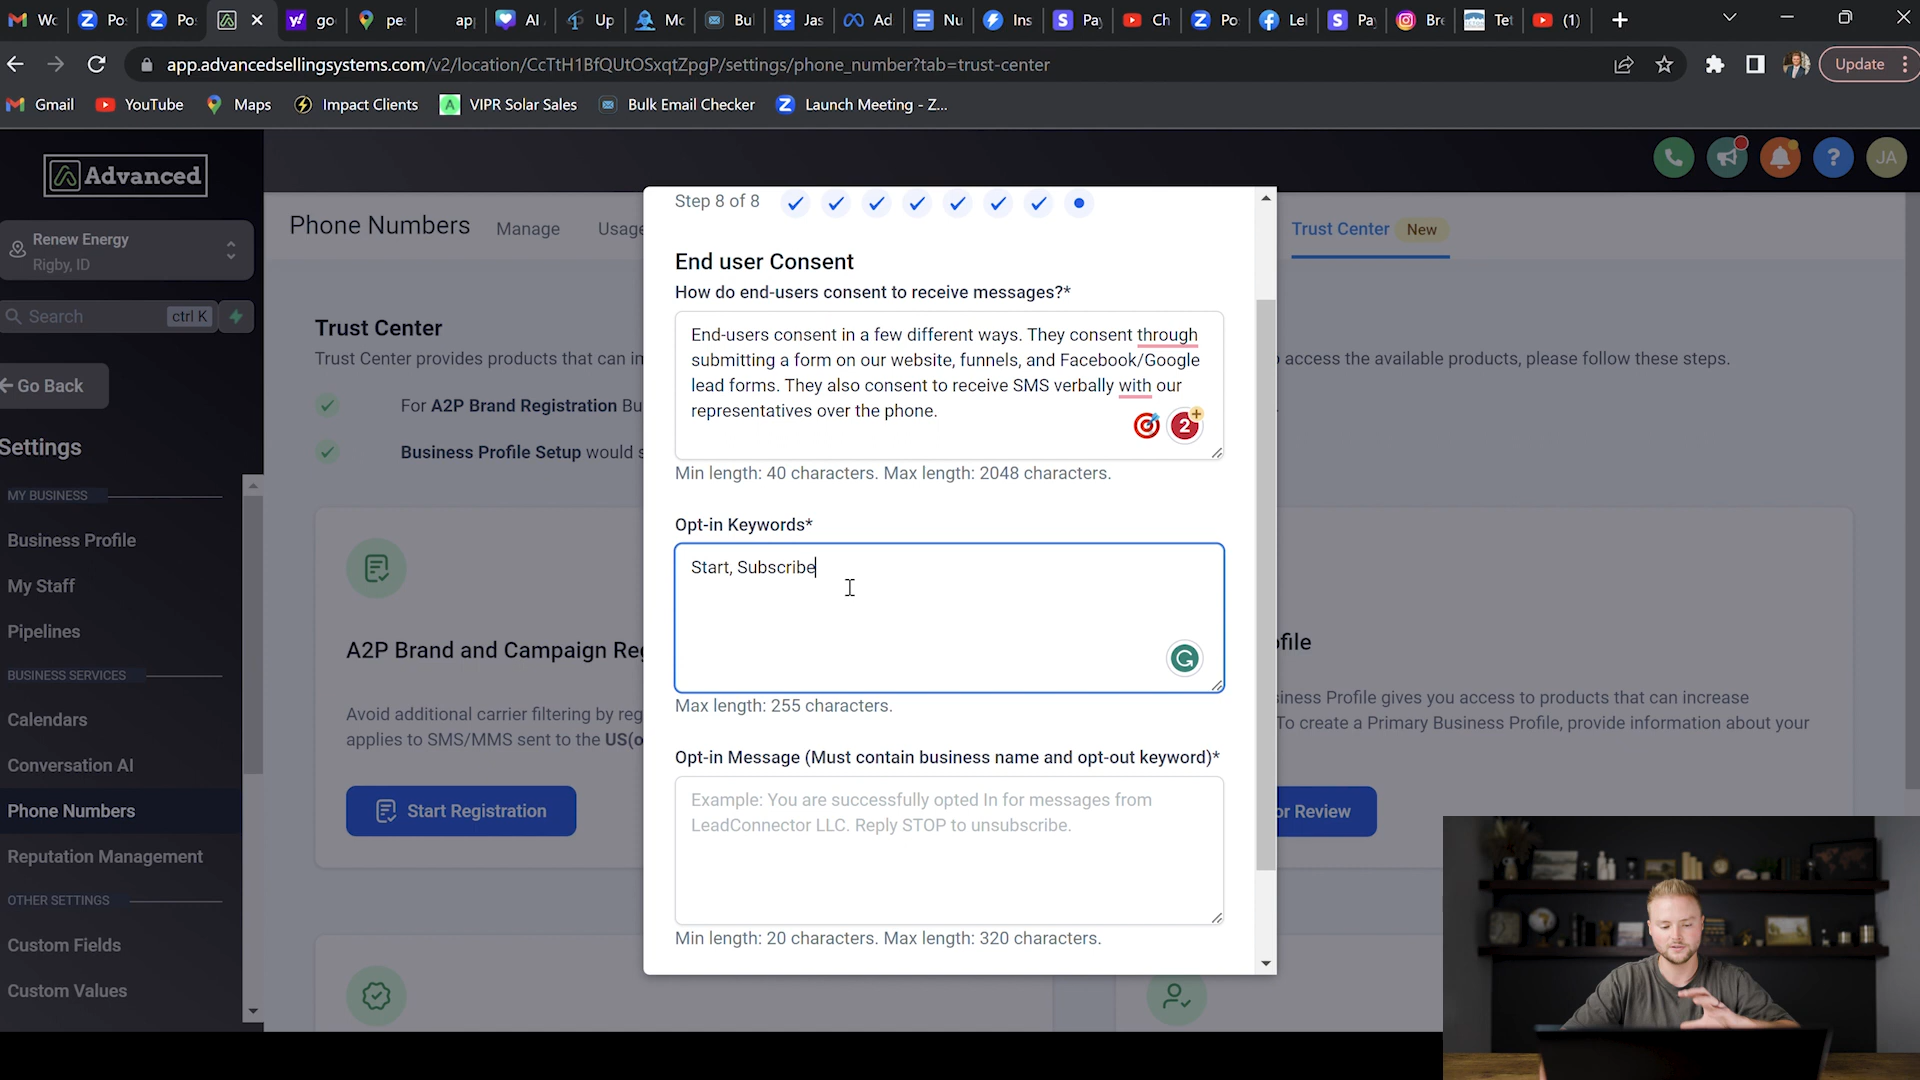 Wo
Po
Po
go
pe
app
AI
Up
Mo
Bul
Jas
Ad
Nu
Ins
Pay
Ch
Po
Lel
Pay
Bre
Tet
(1)
app.advancedsellingsystems.com/v2/location/CcTtH1BfQUtOSxqtZpgP/settings/phone_number?tab=trust-center
Update
Gmail
YouTube
Maps
Impact Clients
VIPR Solar Sales
Bulk Email Checker
Launch Meeting - Z...
Advanced
JA
Renew Energy
Rigby, ID
Search
ctrl K
Go Back
Settings
MY BUSINESS
Business Profile
My Staff
Pipelines
BUSINESS SERVICES
Calendars
Conversation AI
Phone Numbers
Reputation Management
OTHER SETTINGS
Custom Fields
Custom Values
Phone Numbers
Manage
Usage
Trust Center
New
Trust Center
Trust Center provides products that can im
access the available products, please follow these steps.
For A2P Brand Registration Bu
Business Profile Setup would s
A2P Brand and Campaign Reg
Avoid additional carrier filtering by reg
applies to SMS/MMS sent to the US(o
Start Registration
ofile
siness Profile gives you access to products that can increase
To create a Primary Business Profile, provide information about your
or Review
Step 8 of 8
End user Consent
How do end-users consent to receive messages?*
End-users consent in a few different ways. They consent through
submitting a form on our website, funnels, and Facebook/Google
lead forms. They also consent to receive SMS verbally with our
representatives over the phone.
2
Min length: 40 characters. Max length: 2048 characters.
Opt-in Keywords*
Start, Subscribe
Max length: 255 characters.
Opt-in Message (Must contain business name and opt-out keyword)*
Example: You are successfully opted In for messages from
LeadConnector LLC. Reply STOP to unsubscribe.
Min length: 20 characters. Max length: 320 characters.